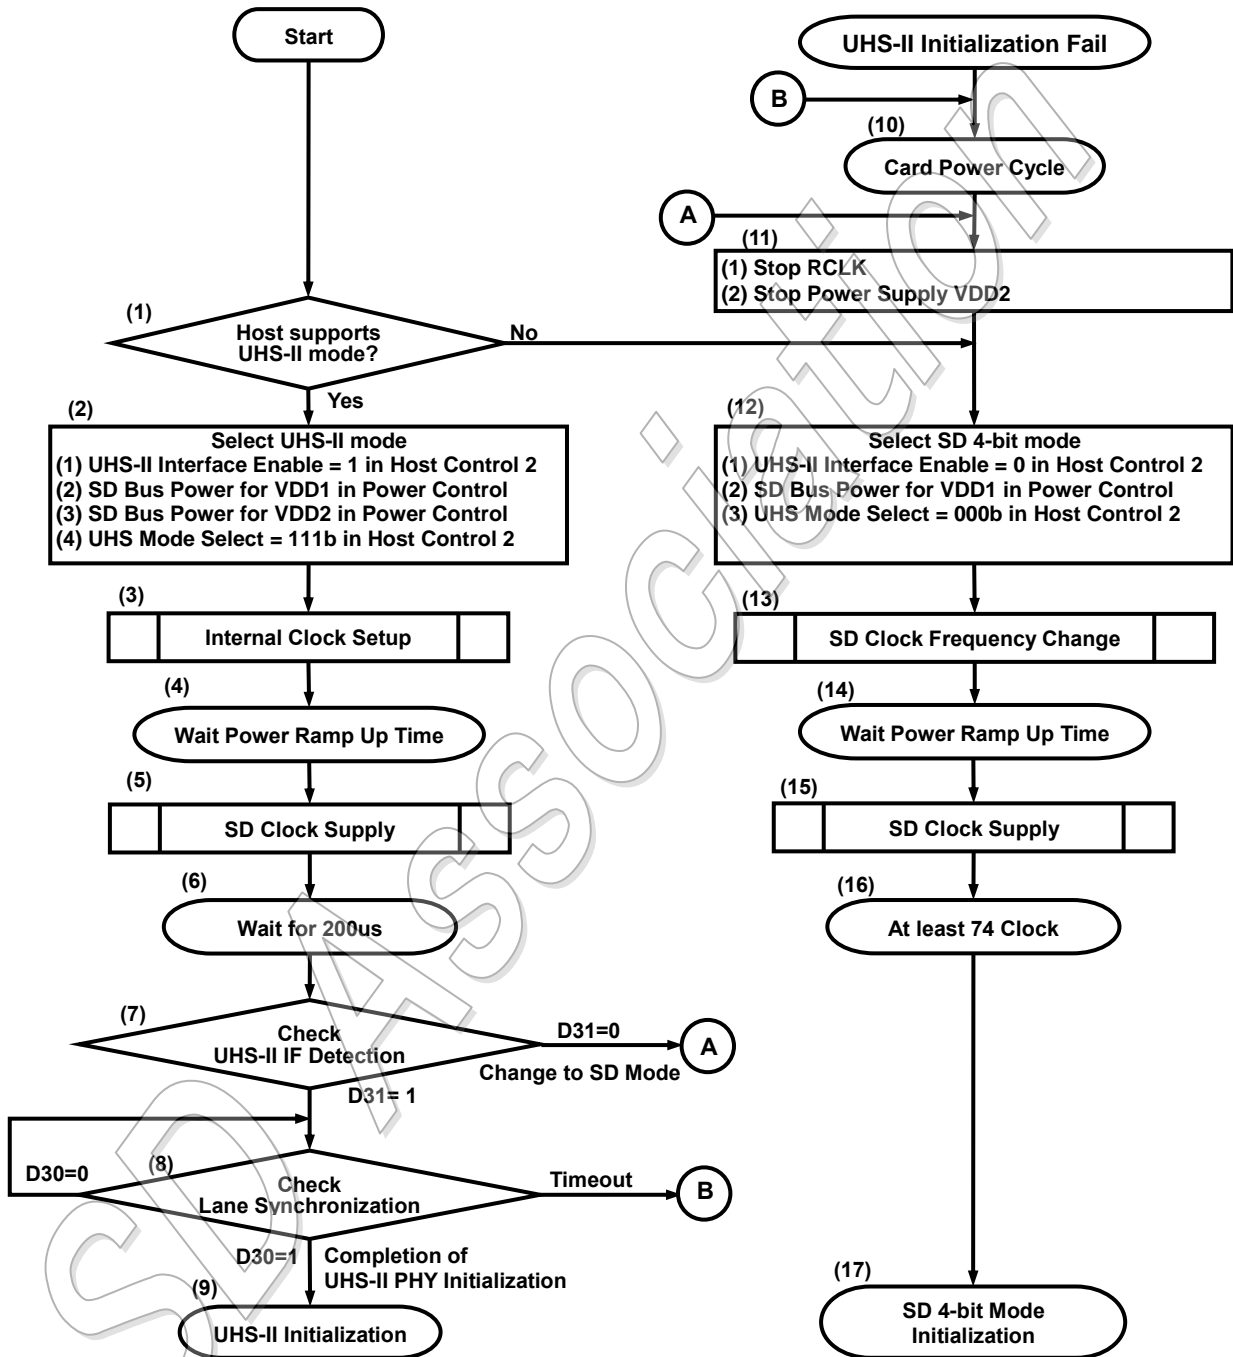 Start
(1)
Host supports
UHS-II mode?
No
Yes
(2)
Select UHS-II mode
(1) UHS-II Interface Enable = 1 in Host Control 2
(2) SD Bus Power for VDD1 in Power Control
(3) SD Bus Power for VDD2 in Power Control
(4) UHS Mode Select = 111b in Host Control 2
(3)
Internal Clock Setup
(4)
Wait Power Ramp Up Time
(5)
SD Clock Supply
(6)
Wait for 200us
(7)
Check
UHS-II IF Detection
D31=0
Change to SD Mode
A
D31= 1
D30=0
(8)
Check
Lane Synchronization
Timeout
B
D30=1
Completion of
UHS-II PHY Initialization
(9)
UHS-II Initialization
UHS-II Initialization Fail
B
(10)
Card Power Cycle
A
(11)
(1) Stop RCLK
(2) Stop Power Supply VDD2
(12)
Select SD 4-bit mode
(1) UHS-II Interface Enable = 0 in Host Control 2
(2) SD Bus Power for VDD1 in Power Control
(3) UHS Mode Select = 000b in Host Control 2
(13)
SD Clock Frequency Change
(14)
Wait Power Ramp Up Time
(15)
SD Clock Supply
(16)
At least 74 Clock
(17)
SD 4-bit Mode
Initialization
SD Association